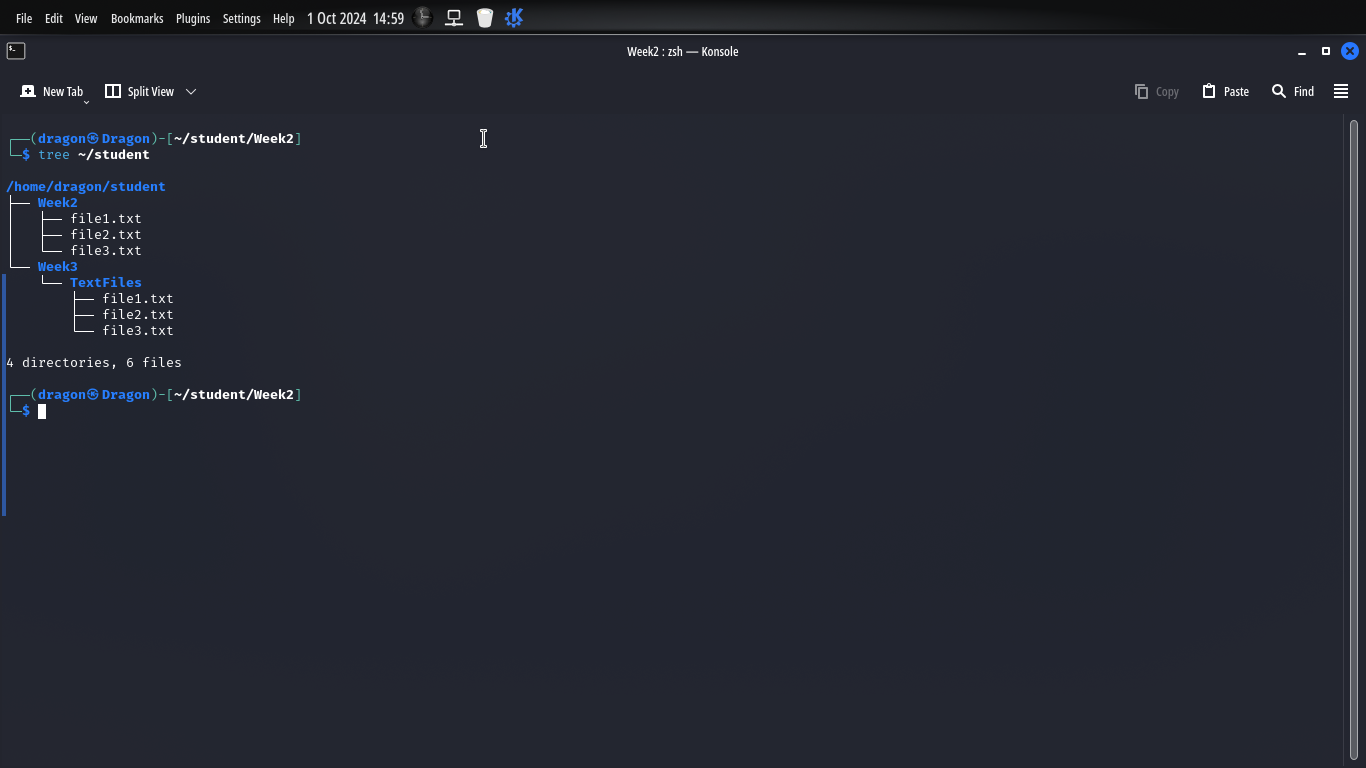 File Edit View Bookmarks Plugins Settings Help 1 Oct 2024 14:59
Week2 : zsh — Konsole
New Tab Split View Copy Paste Find
┌──(dragon㉿Dragon)-[~/student/Week2]
└─$ tree ~/student
/home/dragon/student
├── Week2
│   ├── file1.txt
│   ├── file2.txt
│   └── file3.txt
└── Week3
    └── TextFiles
        ├── file1.txt
        ├── file2.txt
        └── file3.txt
4 directories, 6 files
┌──(dragon㉿Dragon)-[~/student/Week2]
└─$